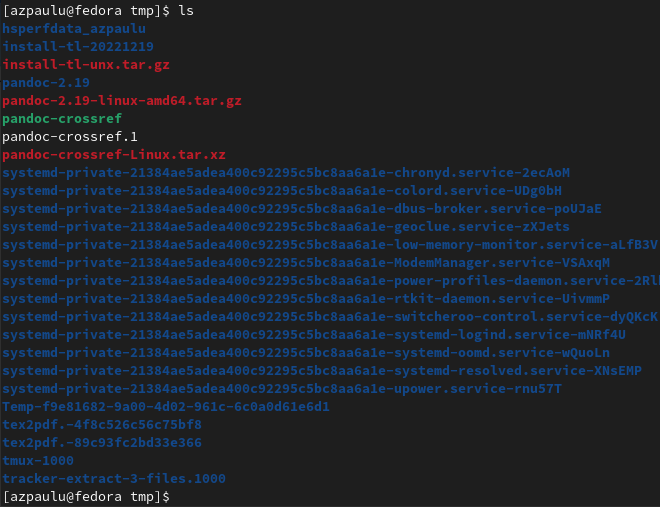 [azpaulu@fedora tmp]$ ls
hsperfdata_azpaulu
install-tl-20221219
install-tl-unx.tar.gz
pandoc-2.19
pandoc-2.19-linux-amd64.tar.gz
pandoc-crossref
pandoc-crossref.1
pandoc-crossref-Linux.tar.xz
systemd-private-21384ae5adea400c92295c5bc8aa6a1e-chronyd.service-2ecAoM
systemd-private-21384ae5adea400c92295c5bc8aa6a1e-colord.service-UDg0bH
systemd-private-21384ae5adea400c92295c5bc8aa6a1e-dbus-broker.service-poUJaE
systemd-private-21384ae5adea400c92295c5bc8aa6a1e-geoclue.service-zXJets
systemd-private-21384ae5adea400c92295c5bc8aa6a1e-low-memory-monitor.service-aLfB3V
systemd-private-21384ae5adea400c92295c5bc8aa6a1e-ModemManager.service-VSAxqM
systemd-private-21384ae5adea400c92295c5bc8aa6a1e-power-profiles-daemon.service-2Rl
systemd-private-21384ae5adea400c92295c5bc8aa6a1e-rtkit-daemon.service-UivmmP
systemd-private-21384ae5adea400c92295c5bc8aa6a1e-switcheroo-control.service-dyQKcK
systemd-private-21384ae5adea400c92295c5bc8aa6a1e-systemd-logind.service-mNRf4U
systemd-private-21384ae5adea400c92295c5bc8aa6a1e-systemd-oomd.service-wQuoLn
systemd-private-21384ae5adea400c92295c5bc8aa6a1e-systemd-resolved.service-XNsEMP
systemd-private-21384ae5adea400c92295c5bc8aa6a1e-upower.service-rnu57T
Temp-f9e81682-9a00-4d02-961c-6c0a0d61e6d1
tex2pdf.-4f8c526c56c75bf8
tex2pdf.-89c93fc2bd33e366
tmux-1000
tracker-extract-3-files.1000
[azpaulu@fedora tmp]$